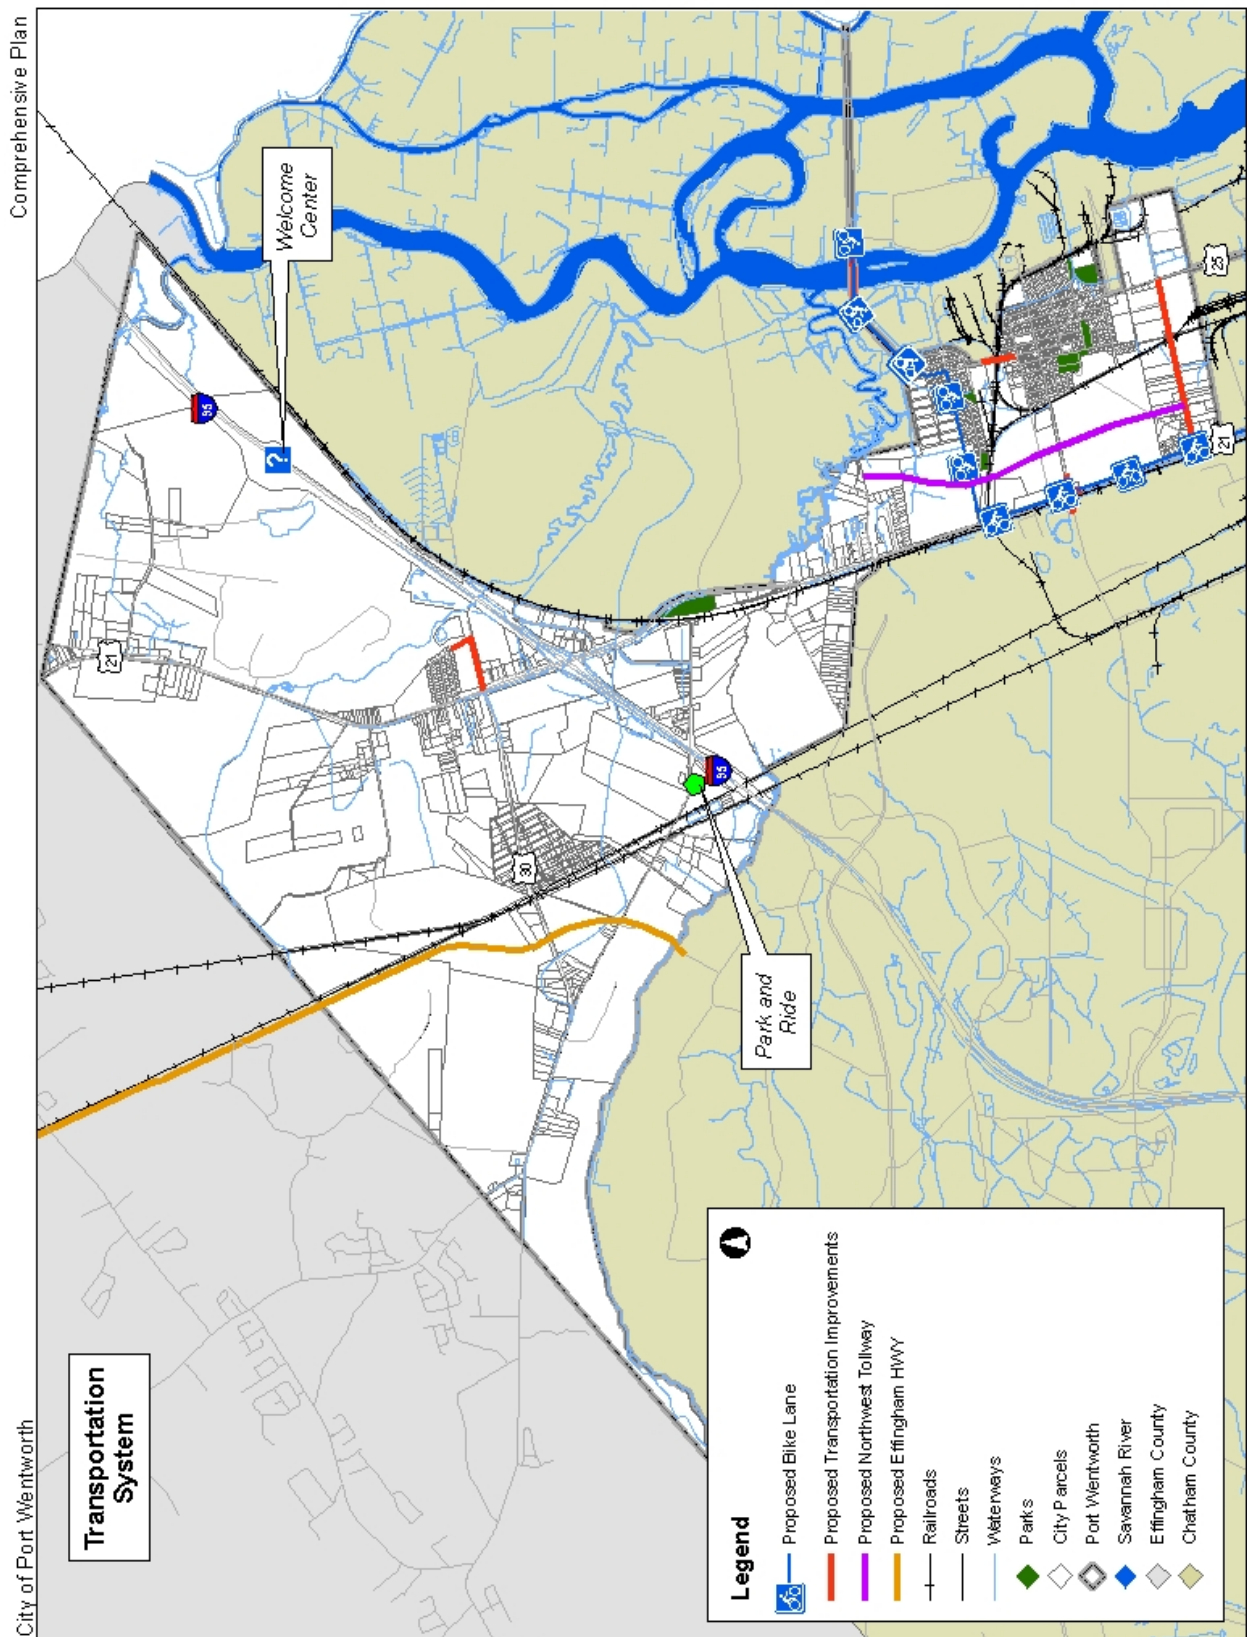 City of Port Wentworth
Comprehensive Plan
Transportation
System
21
95
Welcome
Center
?
30
95
Park and
Ride
25
21
Legend
Proposed Bike Lane
Proposed Transportation Improvements
Proposed Northwest Tollway
Proposed Effingham HWY
Railroads
Streets
Waterways
Parks
City Parcels
Port Wentworth
Savannah River
Effingham County
Chatham County